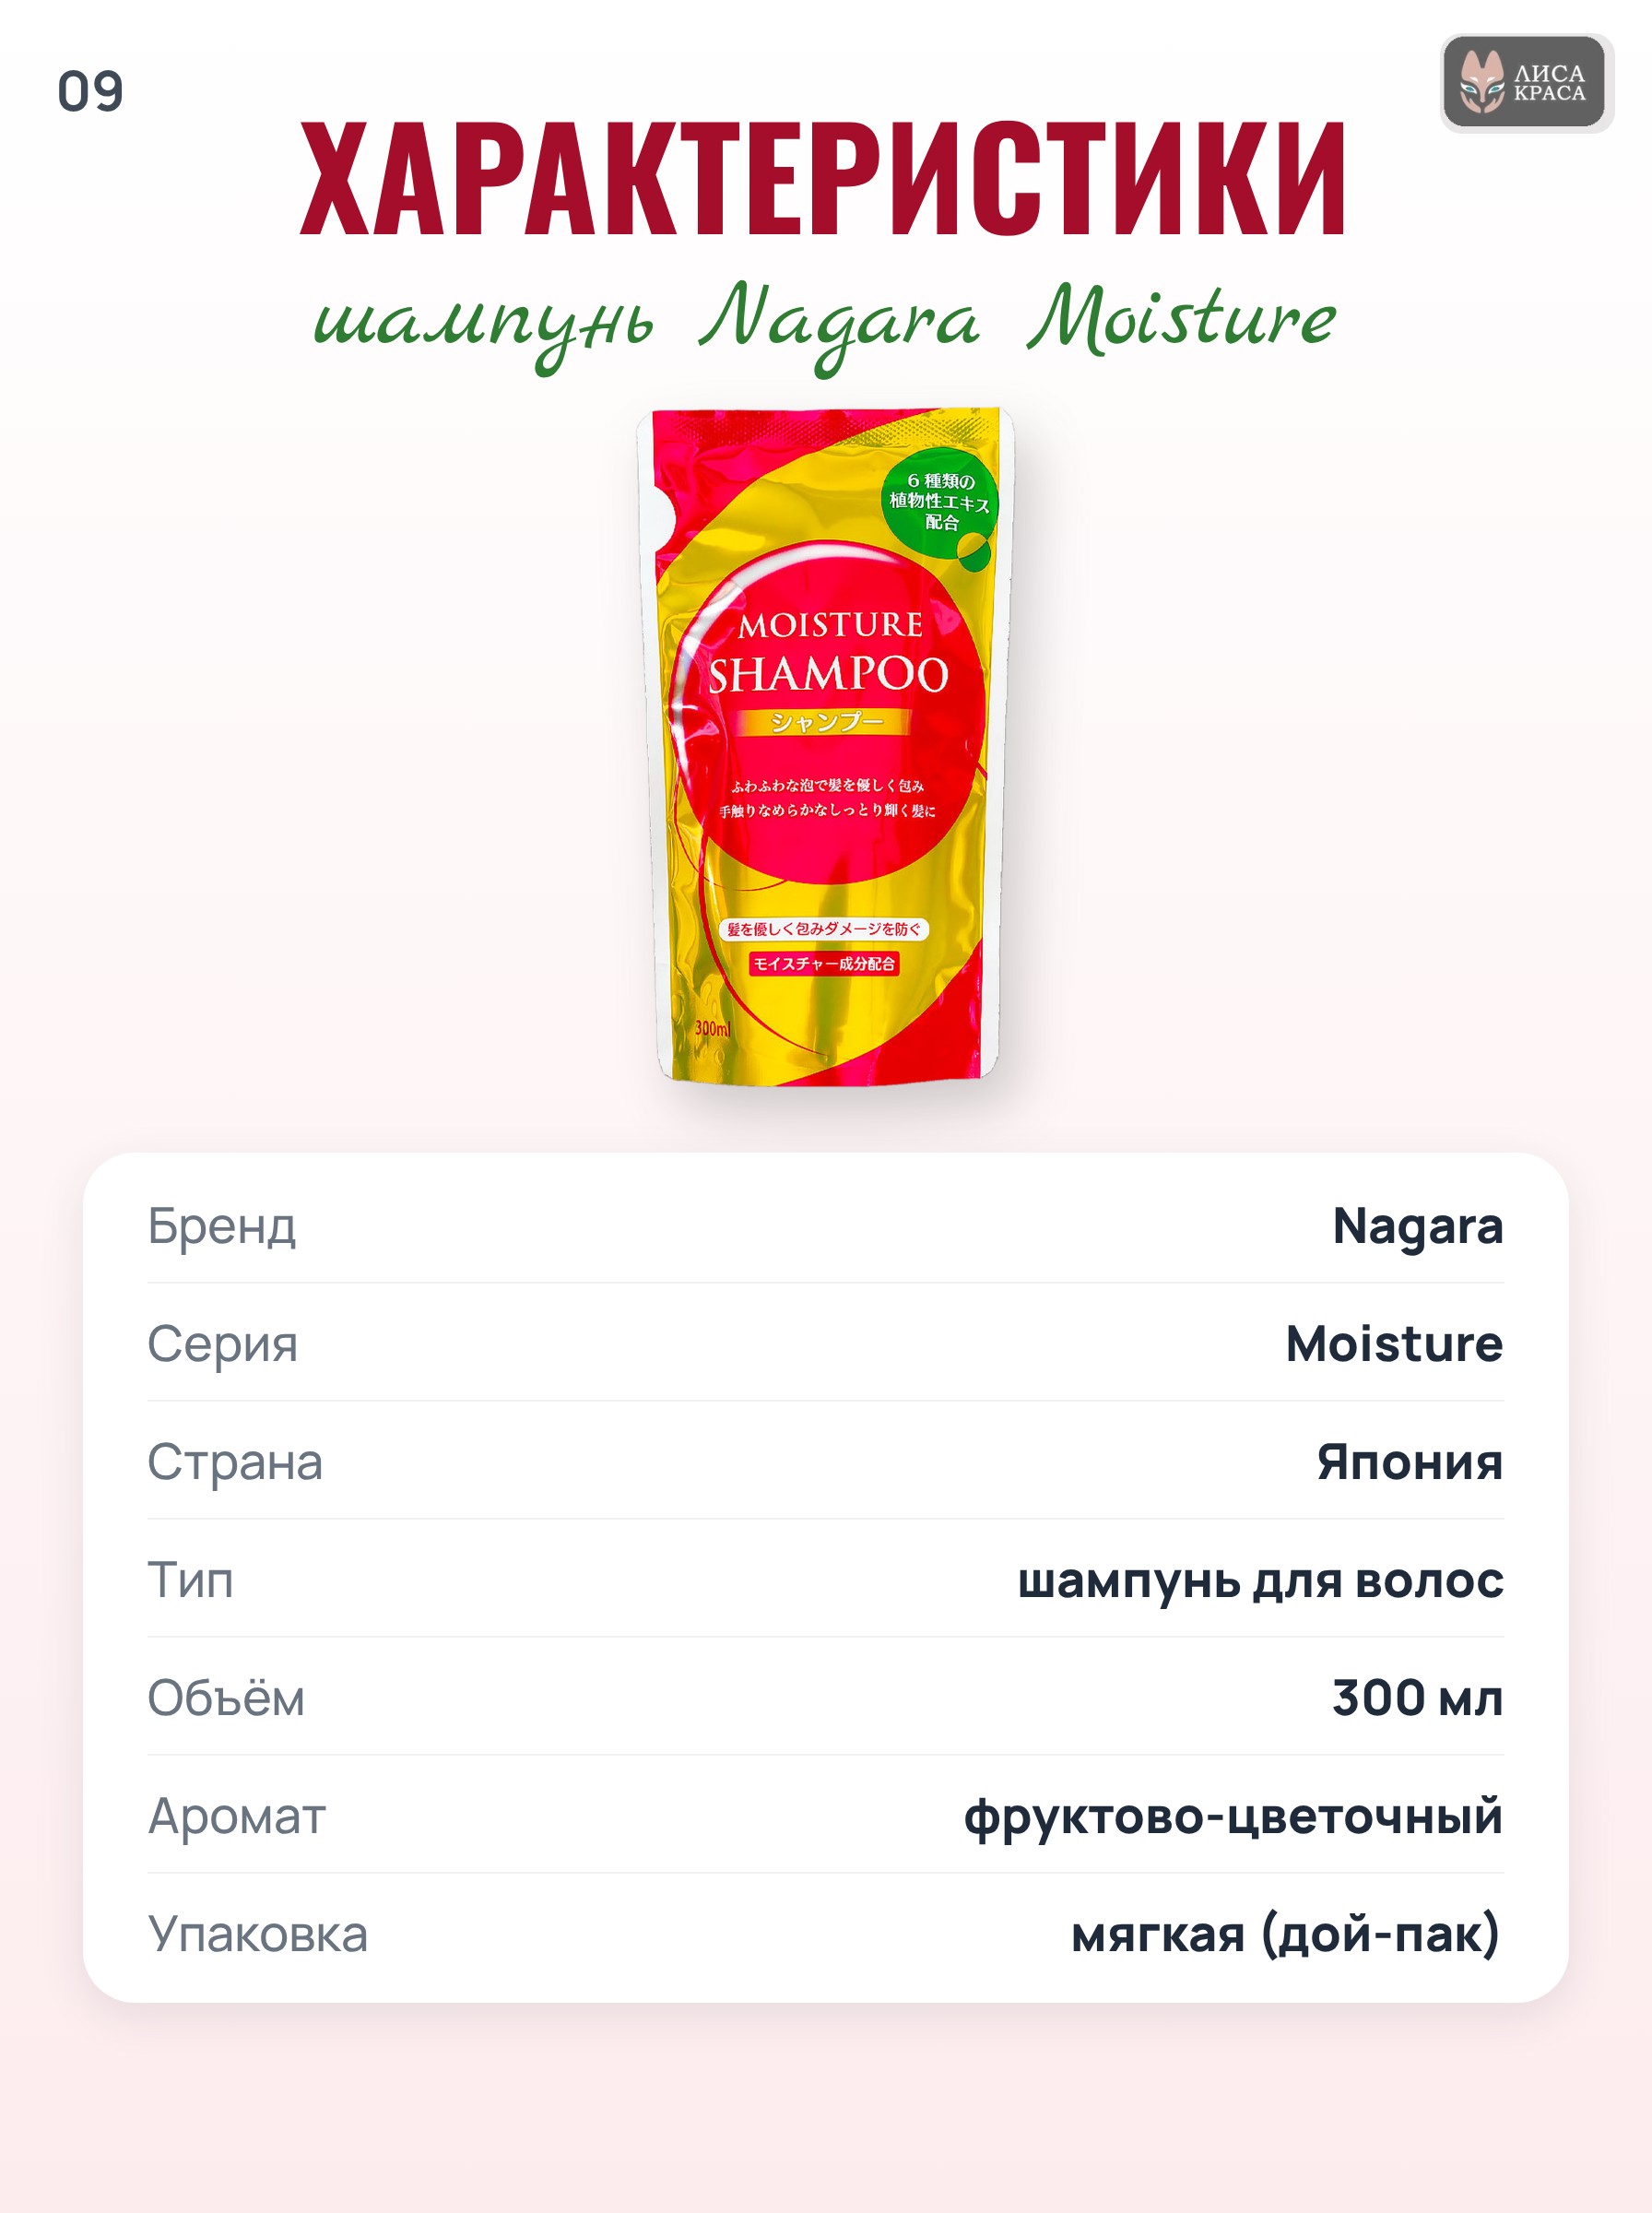 09
ЛИСА
КРАСА
ХАРАКТЕРИСТИКИ
шампунь Nagara Moisture
6 種類の
植物性エキス
配合
MOISTURE
SHAMPOO
シャンプー
ふわふわな泡で髪を優しく包み
手触りなめらかなしっとり輝く髪に
髪を優しく包みダメージを防ぐ
モイスチャー成分配合
300ml
Бренд Nagara
Серия Moisture
Страна Япония
Тип шампунь для волос
Объём 300 мл
Аромат фруктово-цветочный
Упаковка мягкая (дой-пак)